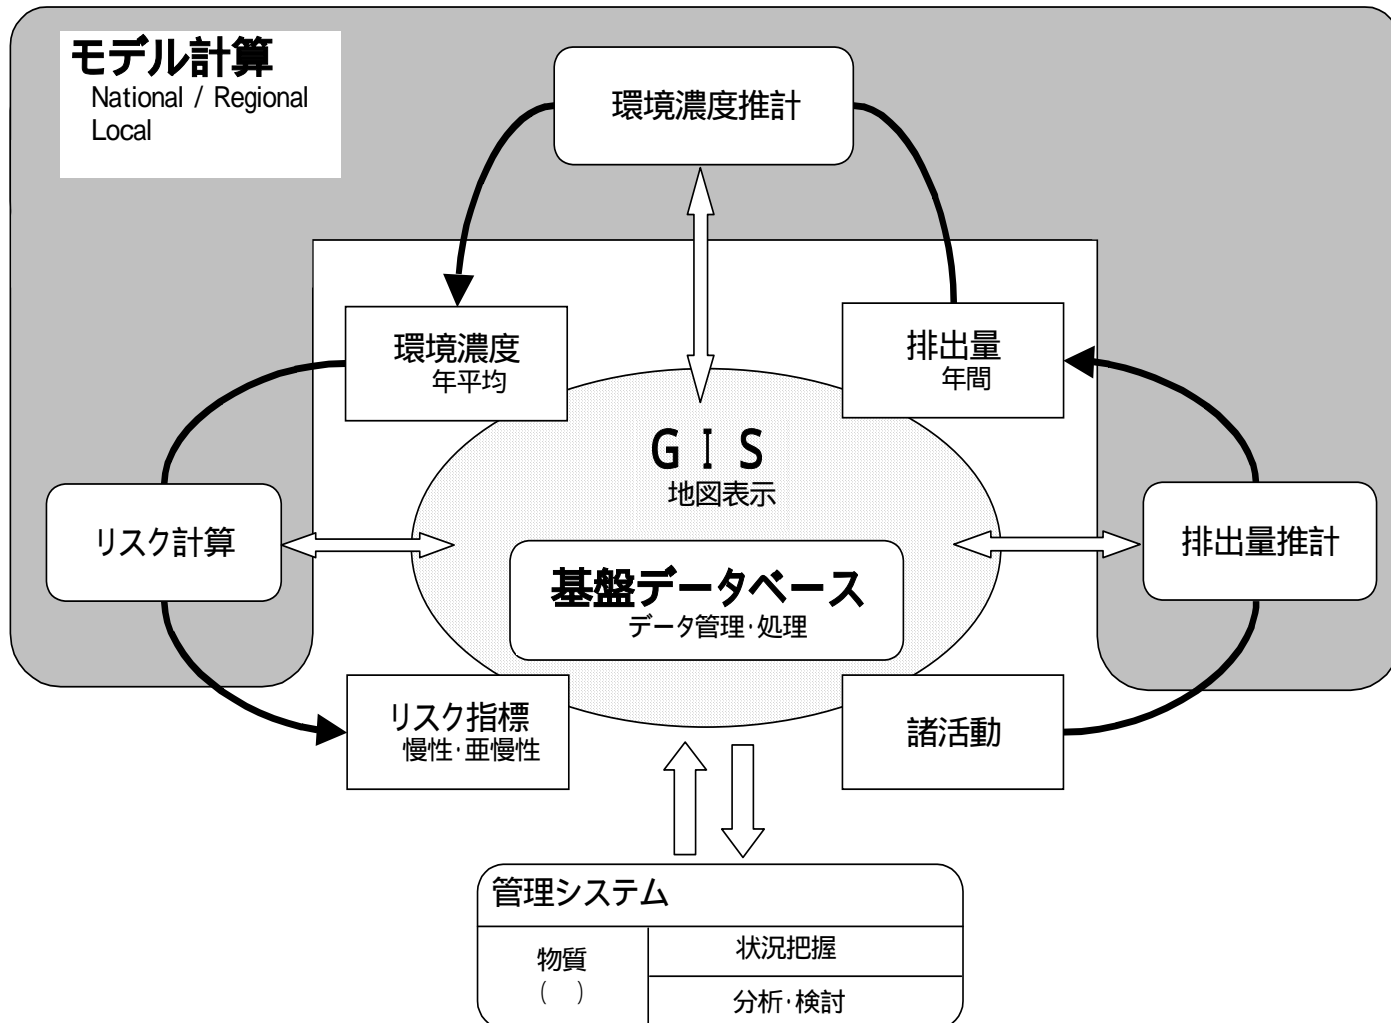 モデル計算
National / Regional
Local
環境濃度推計
環境濃度
年平均
排出量
年間
GIS
地図表示
リスク計算
排出量推計
基盤データベース
データ管理・処理
リスク指標
慢性・亜慢性
諸活動
管理システム
物質
( )
状況把握
分析・検討